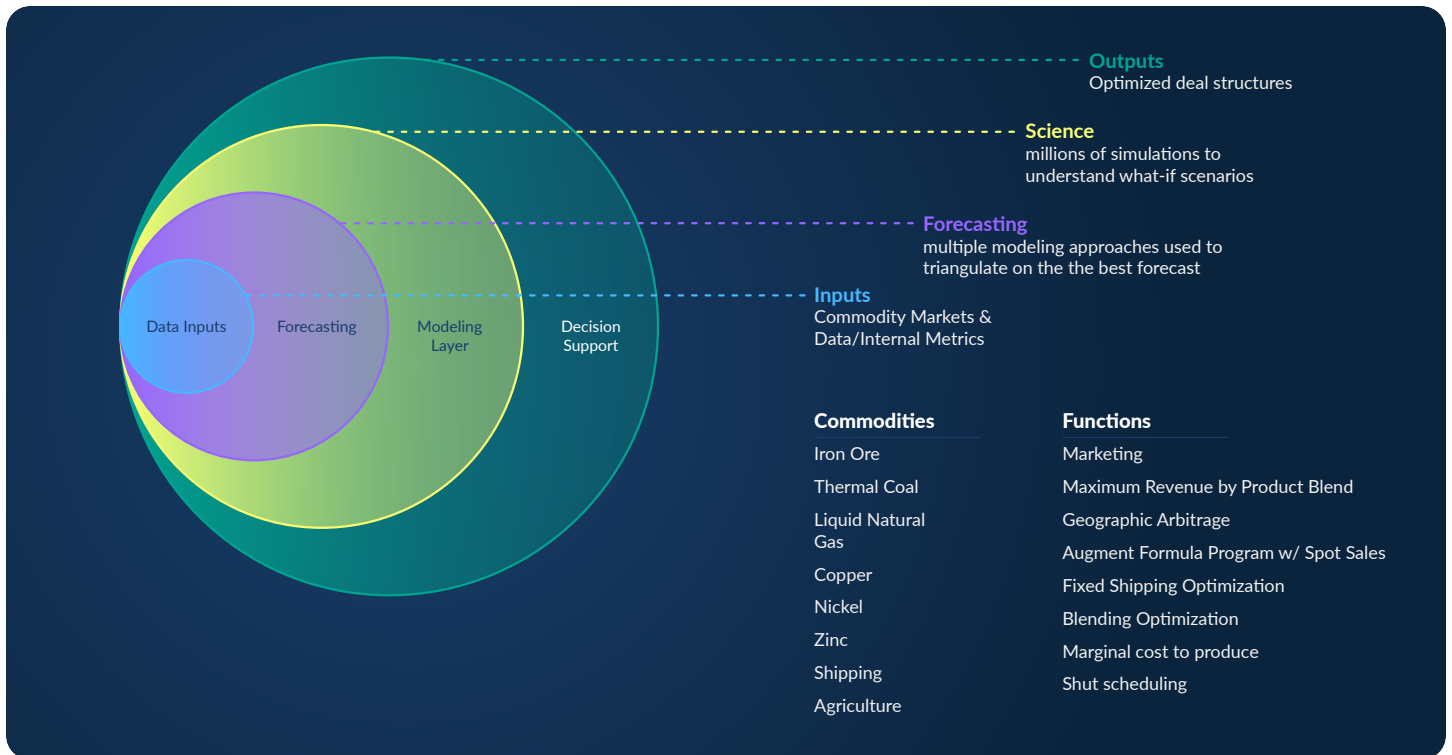 Outputs
Optimized deal structures
Science
millions of simulations to
understand what-if scenarios
Forecasting
multiple modeling approaches used to
triangulate on the the best forecast
Inputs
Commodity Markets &
Data/Internal Metrics
Data Inputs
Forecasting
Modeling
Layer
Decision
Support
Commodities
Iron Ore
Thermal Coal
Liquid Natural
Gas
Copper
Nickel
Zinc
Shipping
Agriculture
Functions
Marketing
Maximum Revenue by Product Blend
Geographic Arbitrage
Augment Formula Program w/ Spot Sales
Fixed Shipping Optimization
Blending Optimization
Marginal cost to produce
Shut scheduling